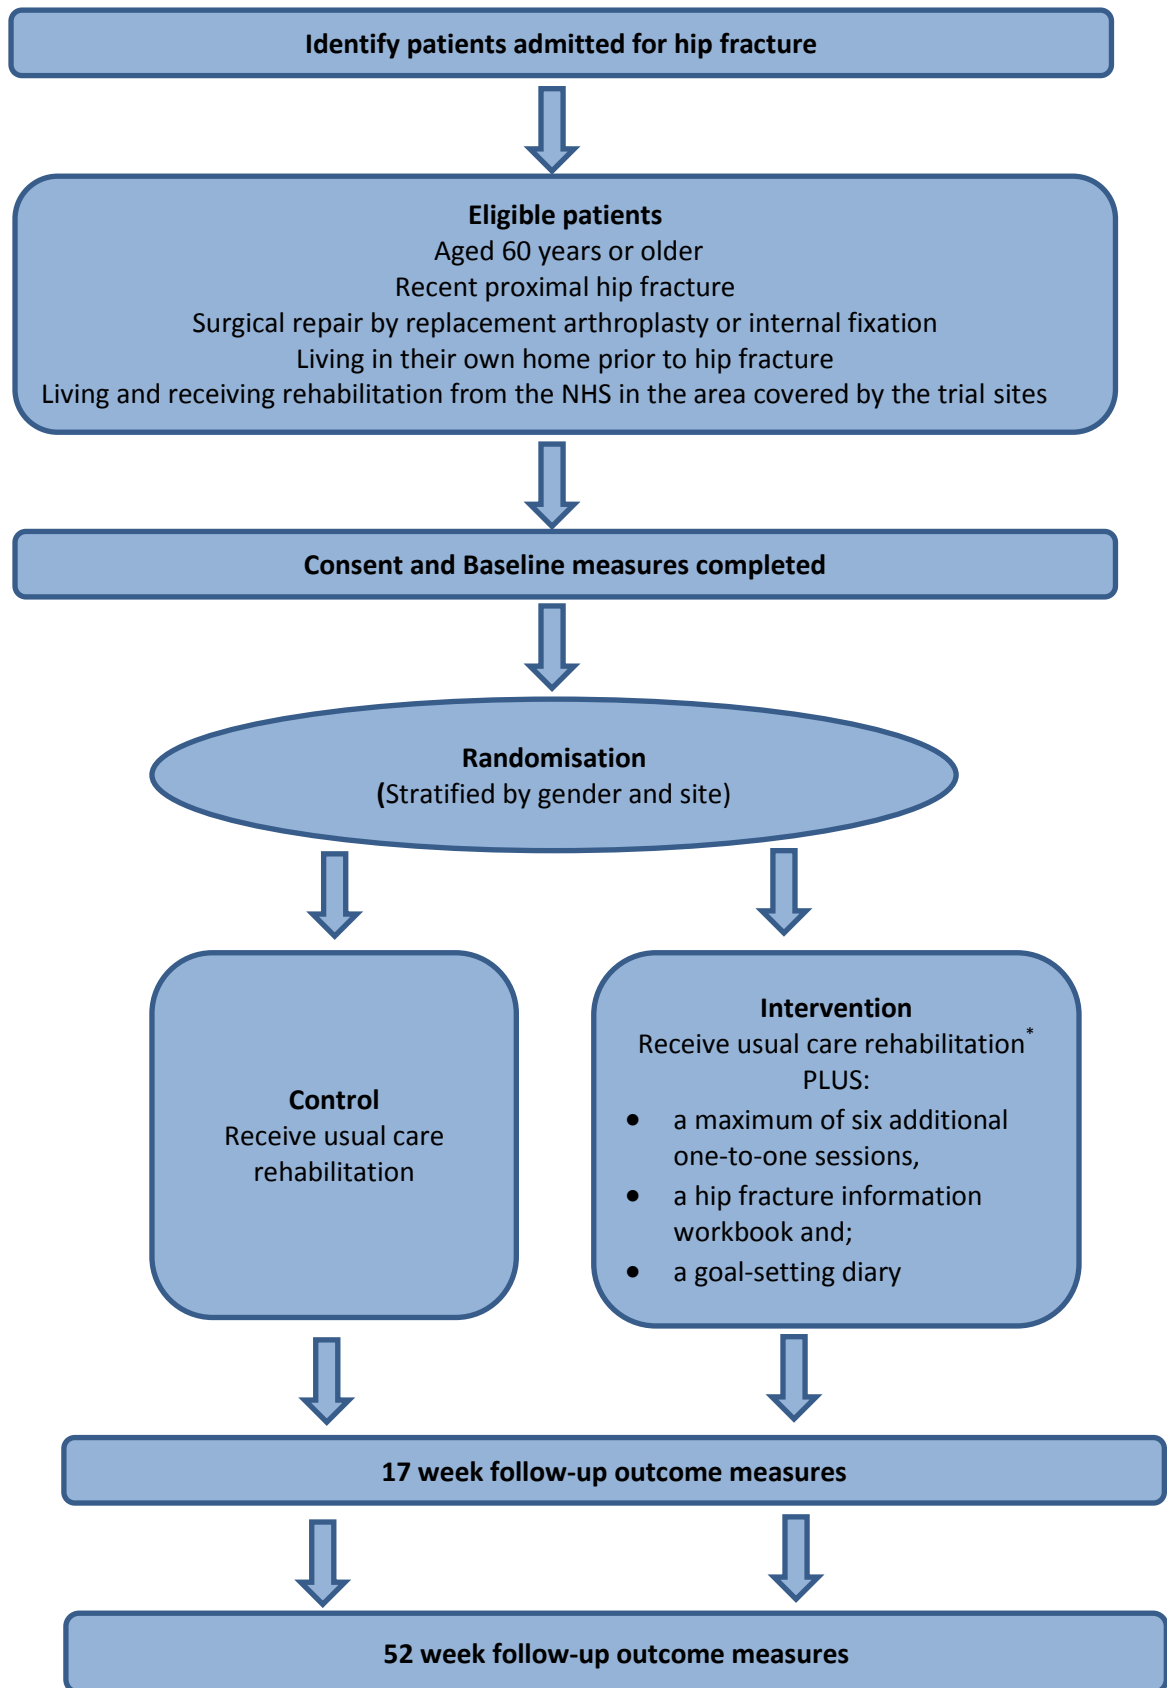 Identify patients admitted for hip fracture
Eligible patients
Aged 60 years or older
Recent proximal hip fracture
Surgical repair by replacement arthroplasty or internal fixation
Living in their own home prior to hip fracture
Living and receiving rehabilitation from the NHS in the area covered by the trial sites
Consent and Baseline measures completed
Randomisation
(Stratified by gender and site)
Control
Receive usual care
rehabilitation
Intervention
Receive usual care rehabilitation*
PLUS:
• a maximum of six additional
one-to-one sessions,
• a hip fracture information
workbook and;
• a goal-setting diary
17 week follow-up outcome measures
52 week follow-up outcome measures